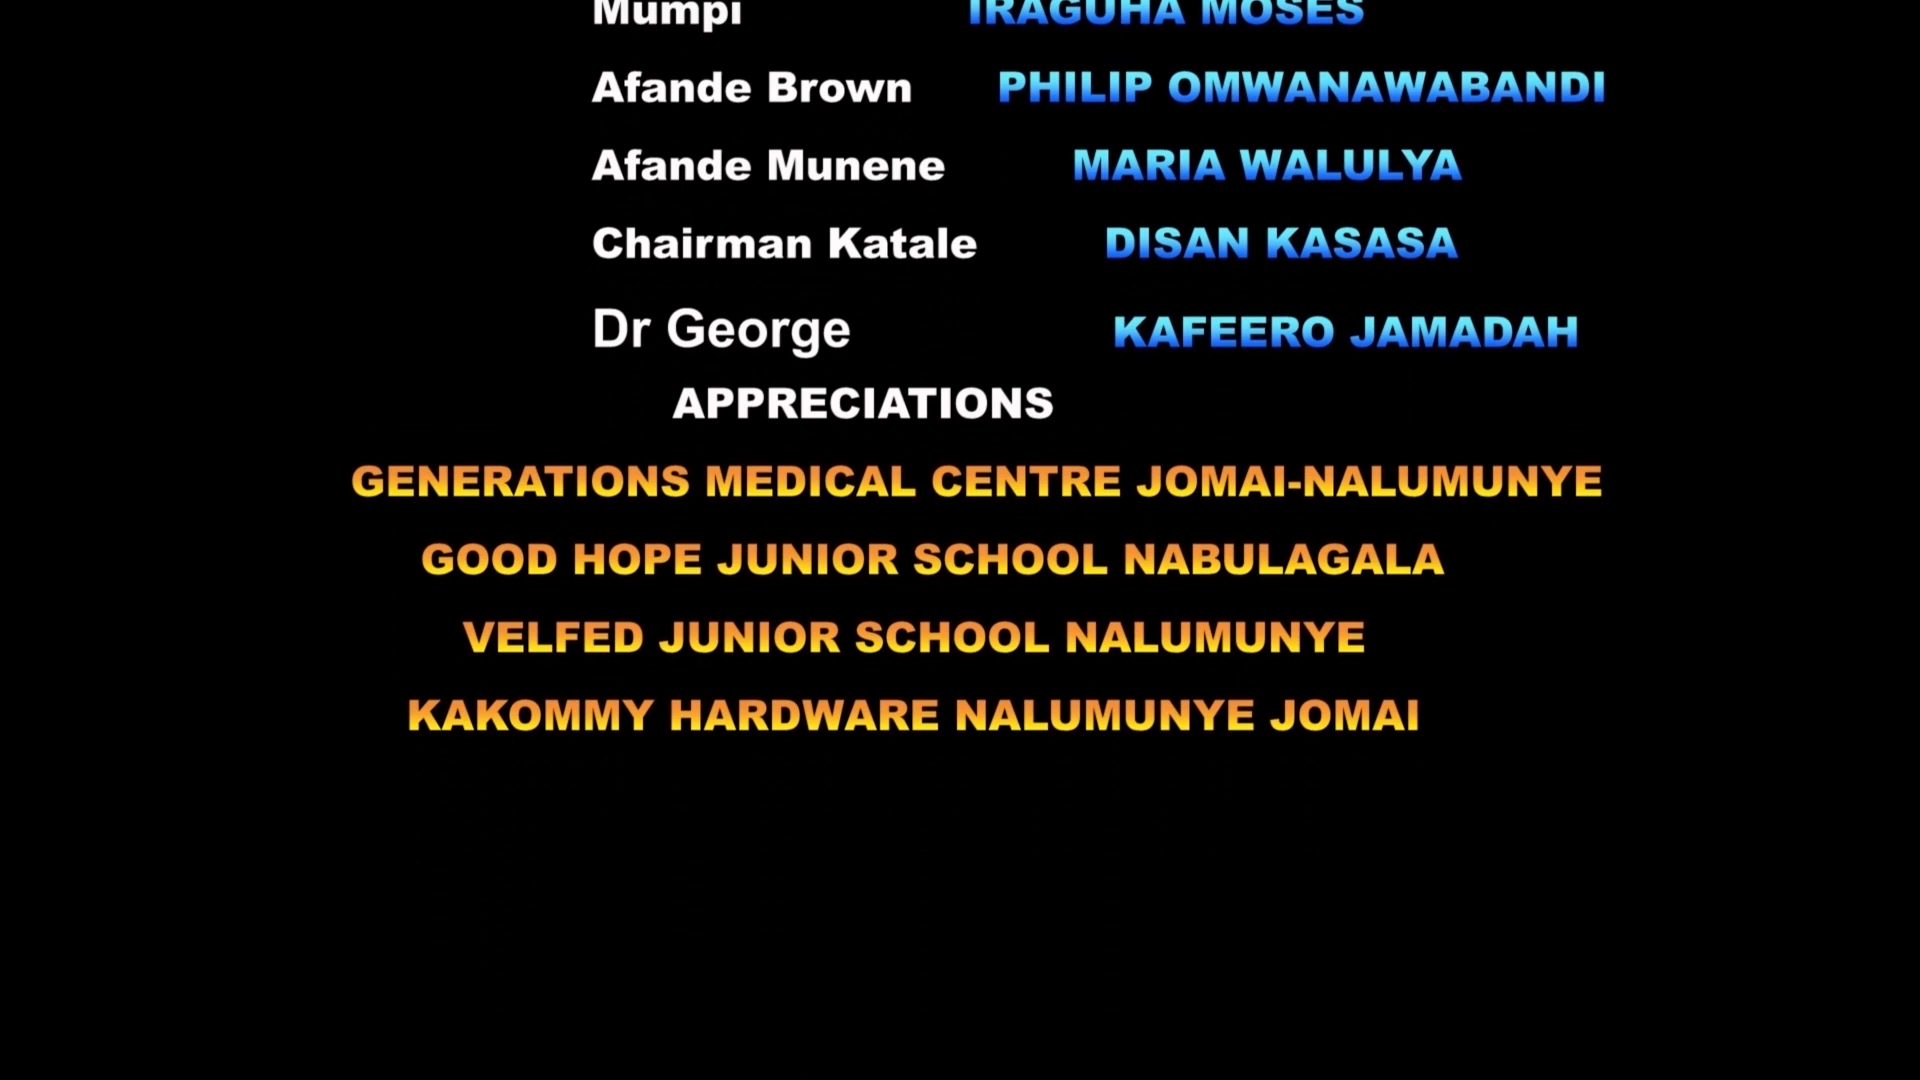 Mumpi IRAGUHA MOSES
Afande Brown PHILIP OMWANAWABANDI
Afande Munene MARIA WALULYA
Chairman Katale DISAN KASASA
Dr George KAFEERO JAMADAH
APPRECIATIONS
GENERATIONS MEDICAL CENTRE JOMAI-NALUMUNYE
GOOD HOPE JUNIOR SCHOOL NABULAGALA
VELFED JUNIOR SCHOOL NALUMUNYE
KAKOMMY HARDWARE NALUMUNYE JOMAI